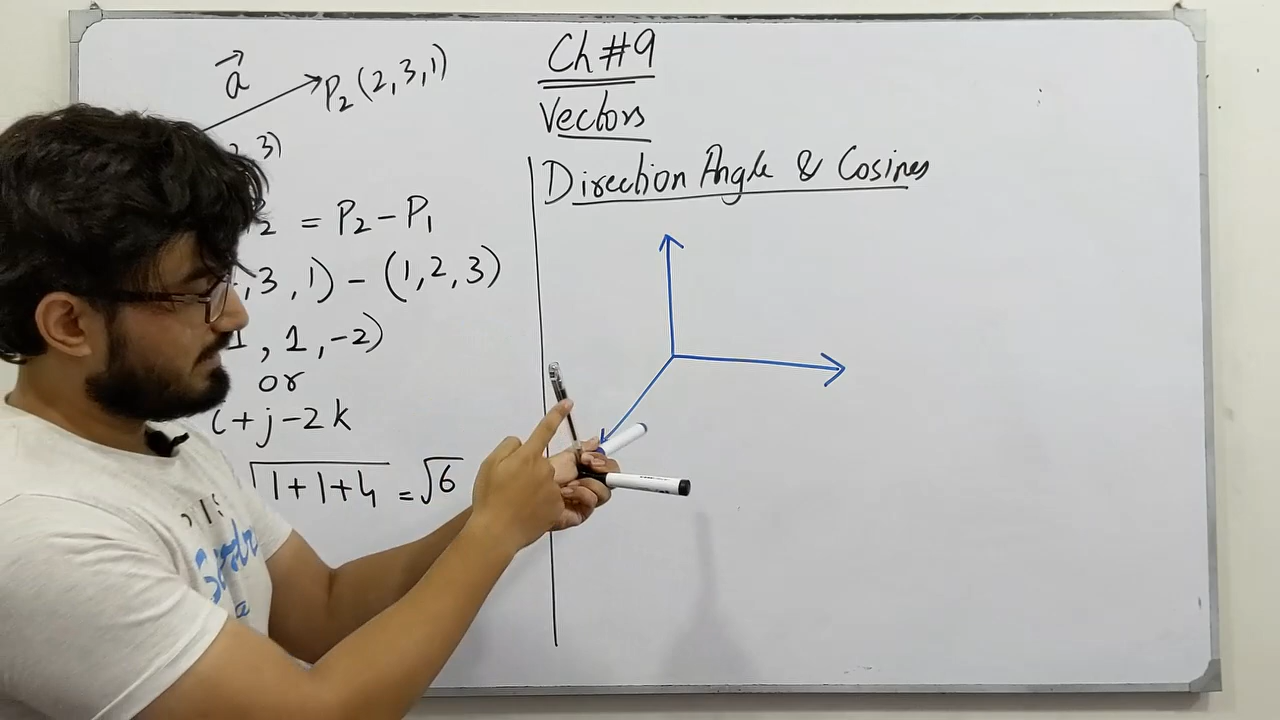 a
P₂ (2,3,1)
3)
₂ = P₂ - P₁
,3,1) - (1,2,3)
1, 1, -2)
or
i + j - 2k
√1+1+4 = √6
Ch #9
Vectors
Direction Angle & Cosines